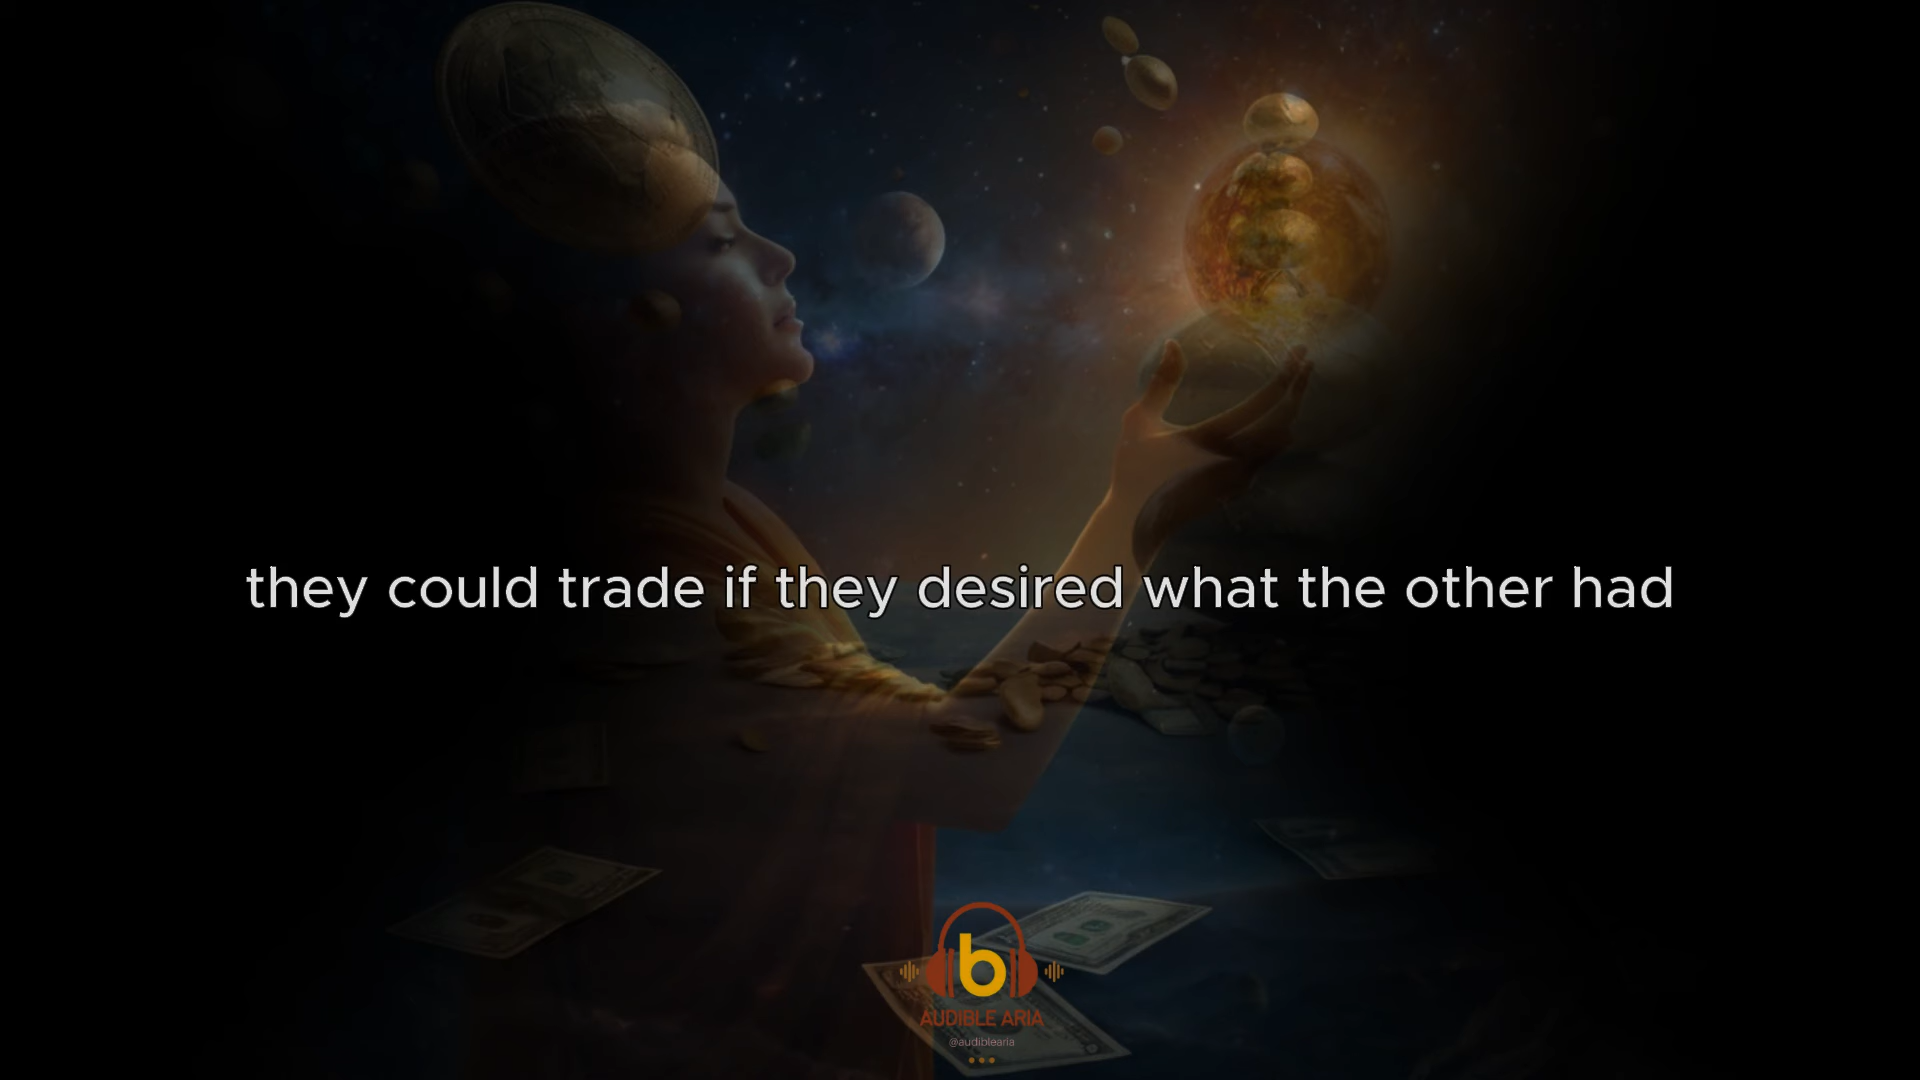 they could trade if they desired what the other had
b
AUDIBLE ARIA
@audiblearia